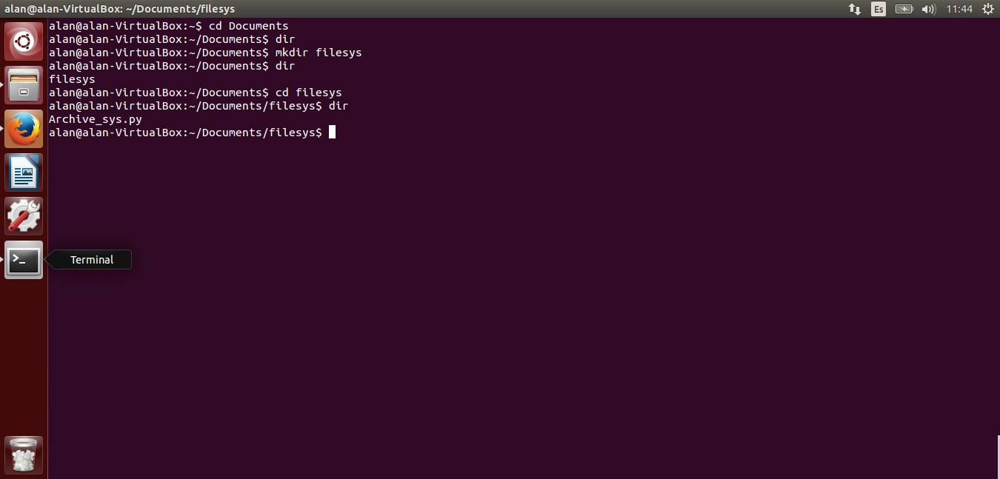 alan@alan-VirtualBox: ~/Documents/filesys
Es
11:44
alan@alan-VirtualBox:~$ cd Documents
alan@alan-VirtualBox:~/Documents$ dir
alan@alan-VirtualBox:~/Documents$ mkdir filesys
alan@alan-VirtualBox:~/Documents$ dir
filesys
alan@alan-VirtualBox:~/Documents$ cd filesys
alan@alan-VirtualBox:~/Documents/filesys$ dir
Archive_sys.py
alan@alan-VirtualBox:~/Documents/filesys$
>_
Terminal